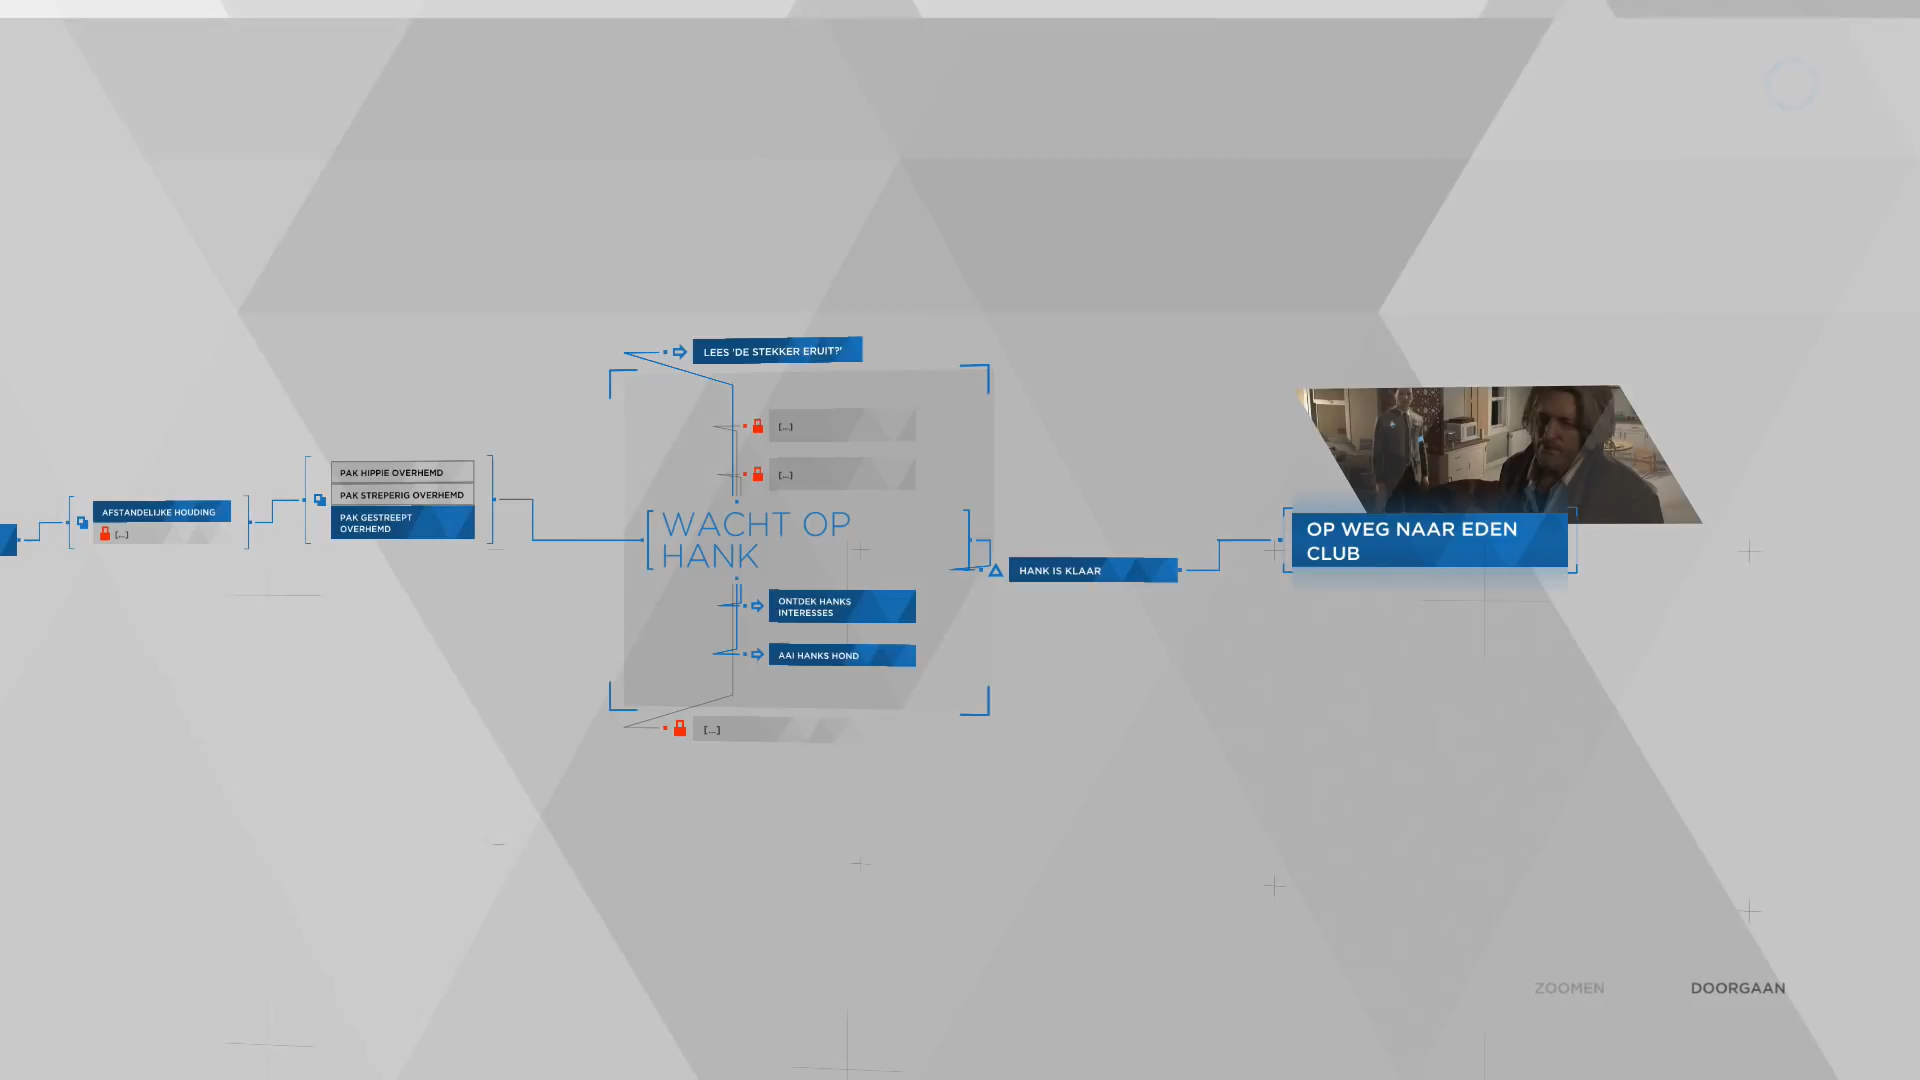 LEES 'DE STEKKER ERUIT?'
[...]
[...]
PAK HIPPIE OVERHEMD
PAK STREPERIG OVERHEMD
PAK GESTREEPT
OVERHEMD
AFSTANDELIJKE HOUDING
[...]
WACHT OP
HANK
OP WEG NAAR EDEN
CLUB
HANK IS KLAAR
ONTDEK HANKS
INTERESSES
AAI HANKS HOND
[...]
ZOOMEN
DOORGAAN